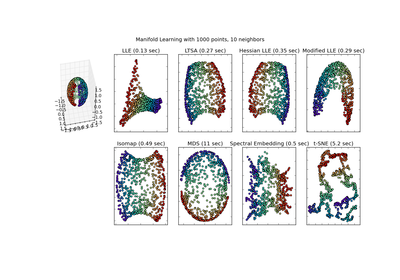 Manifold Learning with 1000 points, 10 neighbors
LLE (0.13 sec)
LTSA (0.27 sec)
Hessian LLE (0.35 sec)
Modified LLE (0.29 sec)
Isomap (0.49 sec)
MDS (11 sec)
Spectral Embedding (0.5 sec)
t-SNE (5.2 sec)